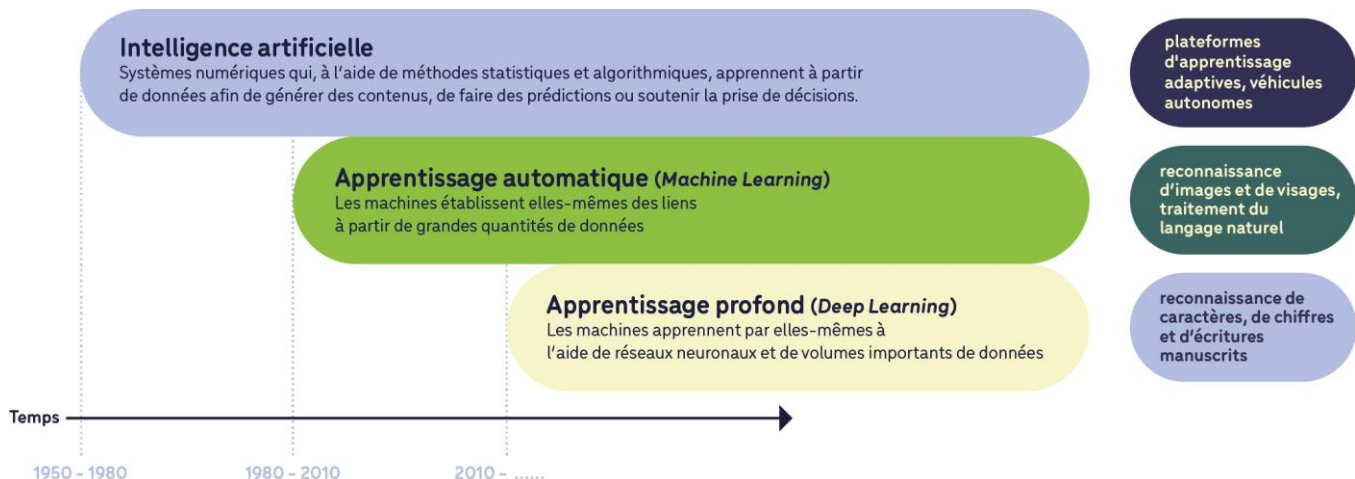 Intelligence artificielle
Systèmes numériques qui, à l'aide de méthodes statistiques et algorithmiques, apprennent à partir
de données afin de générer des contenus, de faire des prédictions ou soutenir la prise de décisions.
plateformes
d'apprentissage
adaptives, véhicules
autonomes
Apprentissage automatique (Machine Learning)
Les machines établissent elles-mêmes des liens
à partir de grandes quantités de données
reconnaissance
d'images et de visages,
traitement du
langage naturel
Apprentissage profond (Deep Learning)
Les machines apprennent par elles-mêmes à
l'aide de réseaux neuronaux et de volumes importants de données
reconnaissance de
caractères, de chiffres
et d'écritures
manuscrits
Temps
1950 - 1980
1980 - 2010
2010 - ......